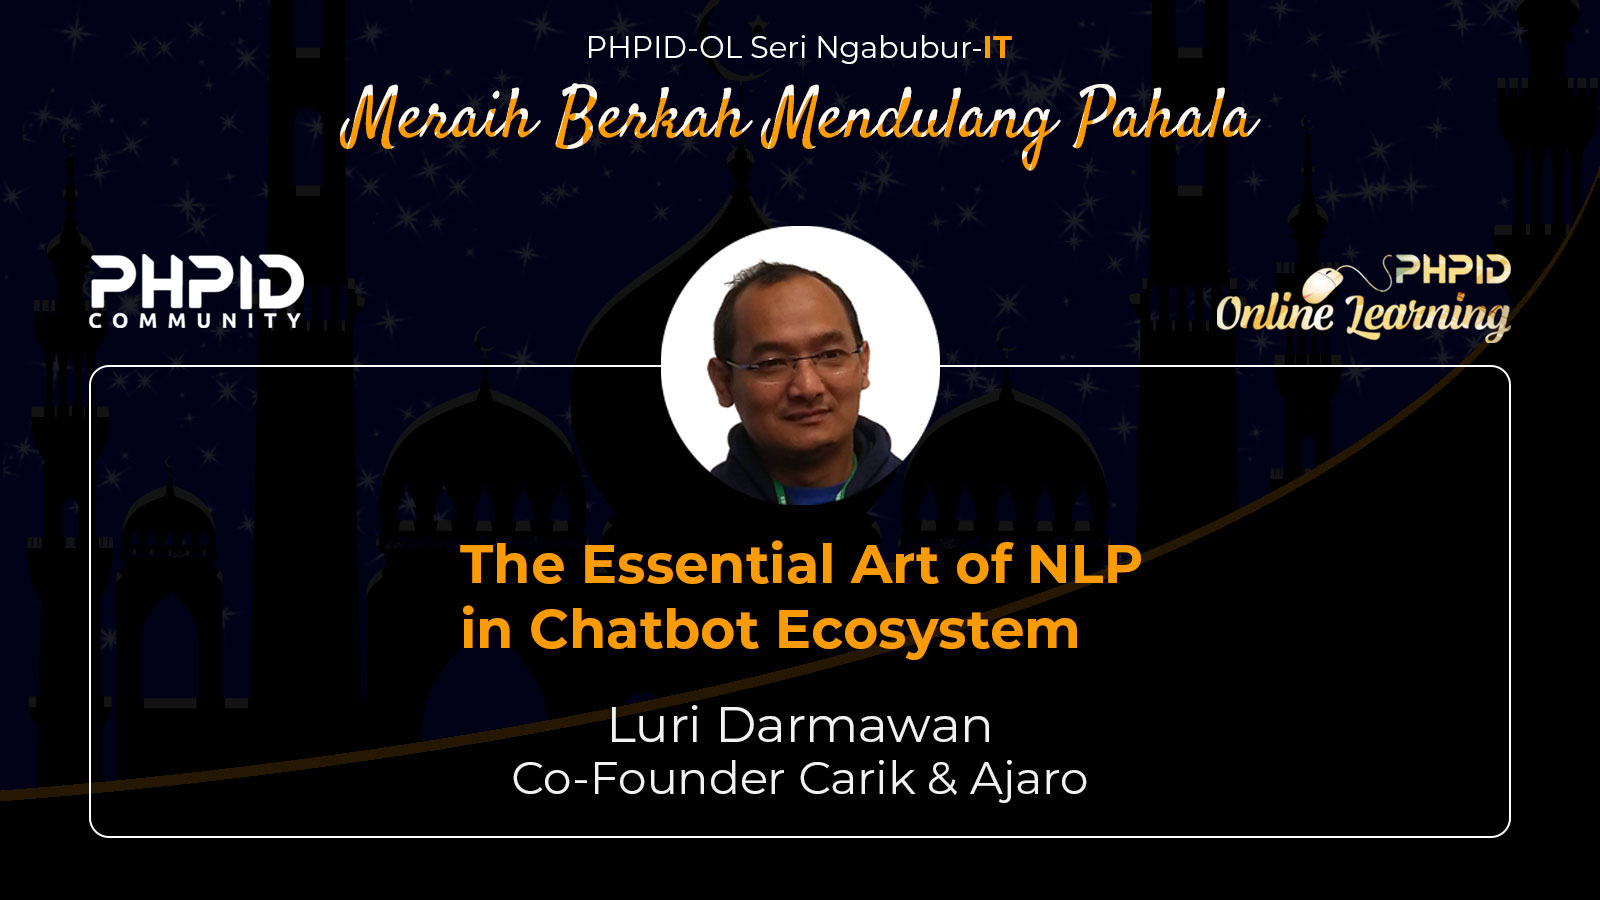 PHPID-OL Seri Ngabubur-IT
Meraih Berkah Mendulang Pahala
PHPID
COMMUNITY
PHPID
Online Learning
The Essential Art of NLP
in Chatbot Ecosystem
Luri Darmawan
Co-Founder Carik & Ajaro